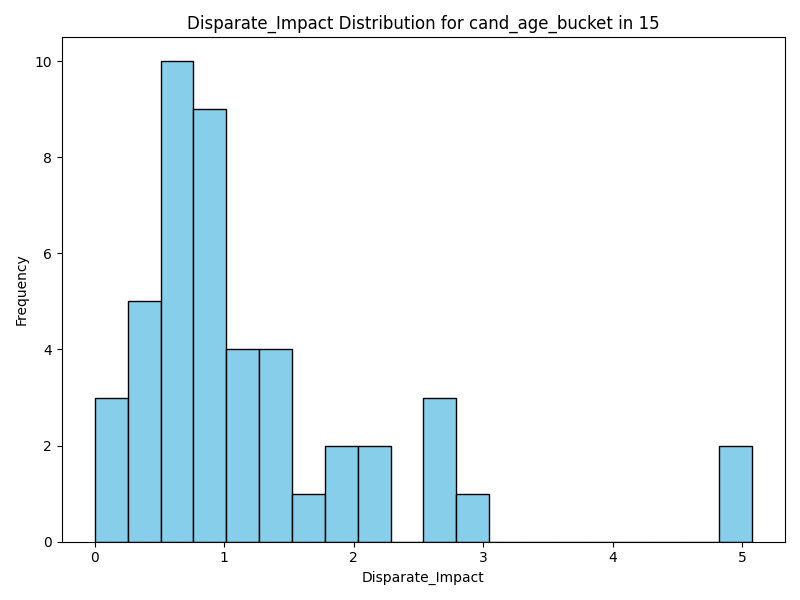 Disparate_Impact Distribution for cand_age_bucket in 15
10
8
6
4
2
0
Frequency
0 1 2 3 4 5
Disparate_Impact